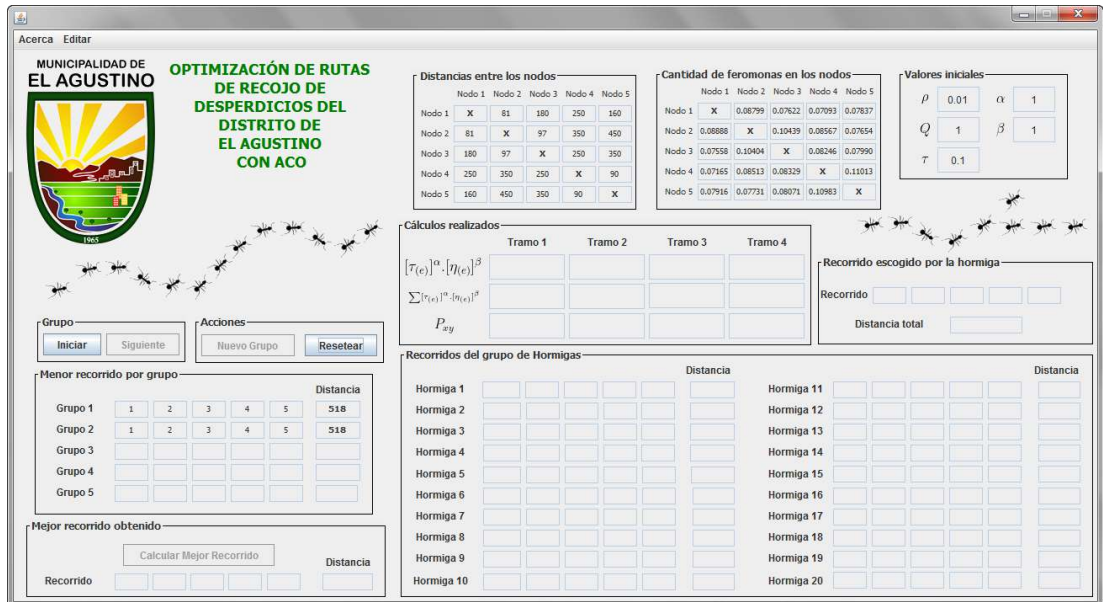 Acerca Editar
MUNICIPALIDAD DE
EL AGUSTINO
1965
OPTIMIZACIÓN DE RUTAS
DE RECOJO DE
DESPERDICIOS DEL
DISTRITO DE
EL AGUSTINO
CON ACO
Distancias entre los nodos
Nodo 1 Nodo 2 Nodo 3 Nodo 4 Nodo 5
Nodo 1 X 81 180 250 160
Nodo 2 81 X 97 350 450
Nodo 3 180 97 X 250 350
Nodo 4 250 350 250 X 90
Nodo 5 160 450 350 90 X
Cantidad de feromonas en los nodos
Nodo 1 Nodo 2 Nodo 3 Nodo 4 Nodo 5
Nodo 1 X 0.08799 0.07622 0.07093 0.07837
Nodo 2 0.08888 X 0.10439 0.08567 0.07654
Nodo 3 0.07558 0.10404 X 0.08246 0.07990
Nodo 4 0.07165 0.08513 0.08329 X 0.11013
Nodo 5 0.07916 0.07731 0.08071 0.10983 X
Valores iniciales
ρ 0.01 α 1
Q 1 β 1
τ 0.1
Cálculos realizados
Tramo 1 Tramo 2 Tramo 3 Tramo 4
[τ(e)]^α.[η(e)]^β
∑[τ(e)]^α.[η(e)]^β
P_xy
Recorrido escogido por la hormiga
Recorrido
Distancia total
Grupo
Iniciar Siguiente
Acciones
Nuevo Grupo Resetear
Menor recorrido por grupo
Distancia
Grupo 1 1 2 3 4 5 518
Grupo 2 1 2 3 4 5 518
Grupo 3
Grupo 4
Grupo 5
Mejor recorrido obtenido
Calcular Mejor Recorrido
Distancia
Recorrido
Recorridos del grupo de Hormigas
Distancia Distancia
Hormiga 1 Hormiga 11
Hormiga 2 Hormiga 12
Hormiga 3 Hormiga 13
Hormiga 4 Hormiga 14
Hormiga 5 Hormiga 15
Hormiga 6 Hormiga 16
Hormiga 7 Hormiga 17
Hormiga 8 Hormiga 18
Hormiga 9 Hormiga 19
Hormiga 10 Hormiga 20